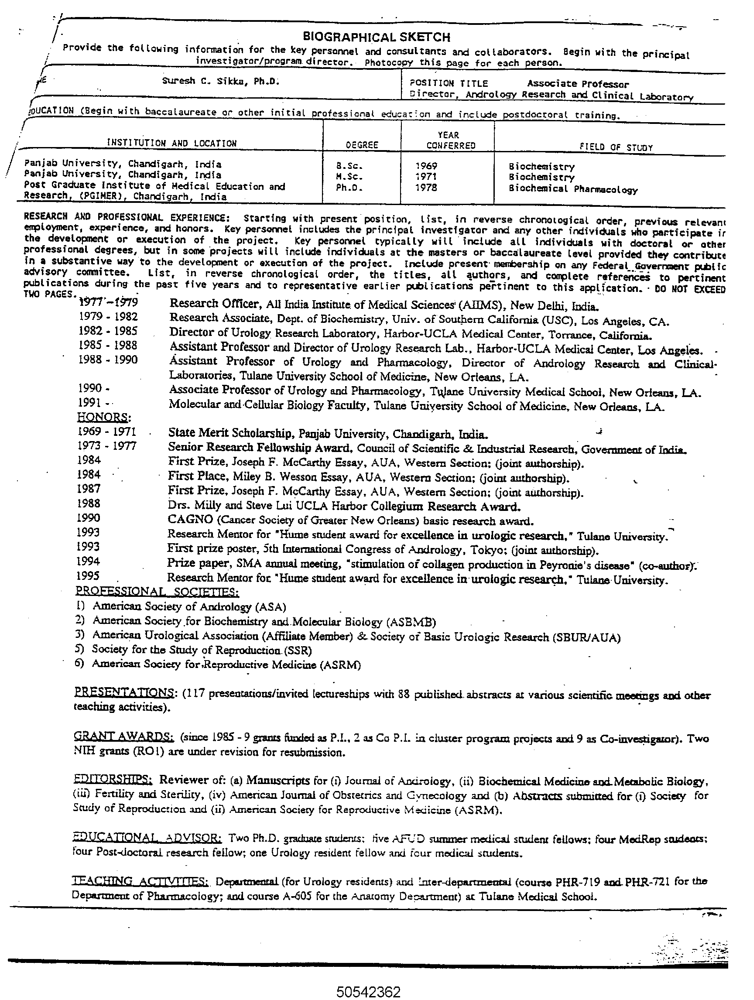 BIOGRAPHICAL SKETCH
Provide the following information for the key personnel and consultants and collaborators. Begin with the principal
investigator/program director. Photocopy this page for each person.
Suresh C. Sikka, Ph.D.
POSITION TITLE Associate Professor
Director, Andrology Research and Clinical Laboratory
EDUCATION (Begin with baccalaureate or other initial professional education and include postdoctoral training.
INSTITUTION AND LOCATION DEGREE YEAR CONFERRED FIELD OF STUDY
Panjab University, Chandigarh, India B.Sc. 1969 Biochemistry
Panjab University, Chandigarh, India M.Sc. 1971 Biochemistry
Post Graduate Institute of Medical Education and Ph.D. 1978 Biochemical Pharmacology
Research, (PGIMER), Chandigarh, India
RESEARCH AND PROFESSIONAL EXPERIENCE: Starting with present position, list, in reverse chronological order, previous relevant
employment, experience, and honors. Key personnel includes the principal investigator and any other individuals who participate ir
the development or execution of the project. Key personnel typically will include all individuals with doctoral or other
professional degrees, but in some projects will include individuals at the masters or baccalaureate level provided they contribute
in a substantive way to the development or execution of the project. Include present membership on any Federal Government public
advisory committee. List, in reverse chronological order, the titles, all authors, and complete references to pertinent
publications during the past five years and to representative earlier publications pertinent to this application. DO NOT EXCEED
TWO PAGES.
1977-1979 Research Officer, All India Institute of Medical Sciences (AIIMS), New Delhi, India.
1979 - 1982 Research Associate, Dept. of Biochemistry, Univ. of Southern California (USC), Los Angeles, CA.
1982 - 1985 Director of Urology Research Laboratory, Harbor-UCLA Medical Center, Torrance, California.
1985 - 1988 Assistant Professor and Director of Urology Research Lab., Harbor-UCLA Medical Center, Los Angeles.
1988 - 1990 Assistant Professor of Urology and Pharmacology, Director of Andrology Research and Clinical-
Laboratories, Tulane University School of Medicine, New Orleans, LA.
1990 - Associate Professor of Urology and Pharmacology, Tulane University Medical School, New Orleans, LA.
1991 - Molecular and Cellular Biology Faculty, Tulane University School of Medicine, New Orleans, LA.
HONORS:
1969 - 1971 State Merit Scholarship, Panjab University, Chandigarh, India.
1973 - 1977 Senior Research Fellowship Award, Council of Scientific & Industrial Research, Government of India.
1984 First Prize, Joseph F. McCarthy Essay, AUA, Western Section; (joint authorship).
1984 First Place, Miley B. Wesson Essay, AUA, Western Section; (joint authorship).
1987 First Prize, Joseph F. McCarthy Essay, AUA, Western Section; (joint authorship).
1988 Drs. Milly and Steve Lui UCLA Harbor Collegium Research Award.
1990 CAGNO (Cancer Society of Greater New Orleans) basic research award.
1993 Research Mentor for "Hume student award for excellence in urologic research," Tulane University.
1993 First prize poster, 5th International Congress of Andrology, Tokyo; (joint authorship).
1994 Prize paper, SMA annual meeting, "stimulation of collagen production in Peyronie's disease" (co-author).
1995 Research Mentor for "Hume student award for excellence in urologic research," Tulane University.
PROFESSIONAL SOCIETIES:
1) American Society of Andrology (ASA)
2) American Society for Biochemistry and Molecular Biology (ASBMB)
3) American Urological Association (Affiliate Member) & Society of Basic Urologic Research (SBUR/AUA)
5) Society for the Study of Reproduction (SSR)
6) American Society for Reproductive Medicine (ASRM)
PRESENTATIONS: (117 presentations/invited lectureships with 88 published abstracts at various scientific meetings and other
teaching activities).
GRANT AWARDS: (since 1985 - 9 grants funded as P.I., 2 as Co P.I. in cluster program projects and 9 as Co-investigator). Two
NIH grants (RO1) are under revision for resubmission.
EDITORSHIPS: Reviewer of: (a) Manuscripts for (i) Journal of Andrology, (ii) Biochemical Medicine and Metabolic Biology,
(iii) Fertility and Sterility, (iv) American Journal of Obstetrics and Gynecology and (b) Abstracts submitted for (i) Society for
Study of Reproduction and (ii) American Society for Reproductive Medicine (ASRM).
EDUCATIONAL ADVISOR: Two Ph.D. graduate students; five AFUD summer medical student fellows; four MedRep students;
four Post-doctoral research fellow; one Urology resident fellow and four medical students.
TEACHING ACTIVITIES: Departmental (for Urology residents) and Inter-departmental (course PHR-719 and PHR-721 for the
Department of Pharmacology; and course A-605 for the Anatomy Department) at Tulane Medical School.
50542362